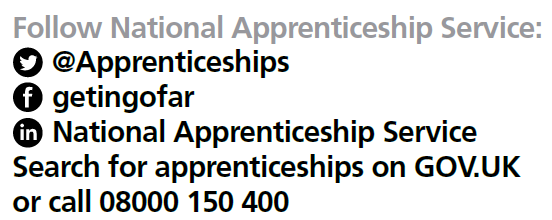 Follow National Apprenticeship Service:
@Apprenticeships
getingofar
National Apprenticeship Service
Search for apprenticeships on GOV.UK
or call 08000 150 400